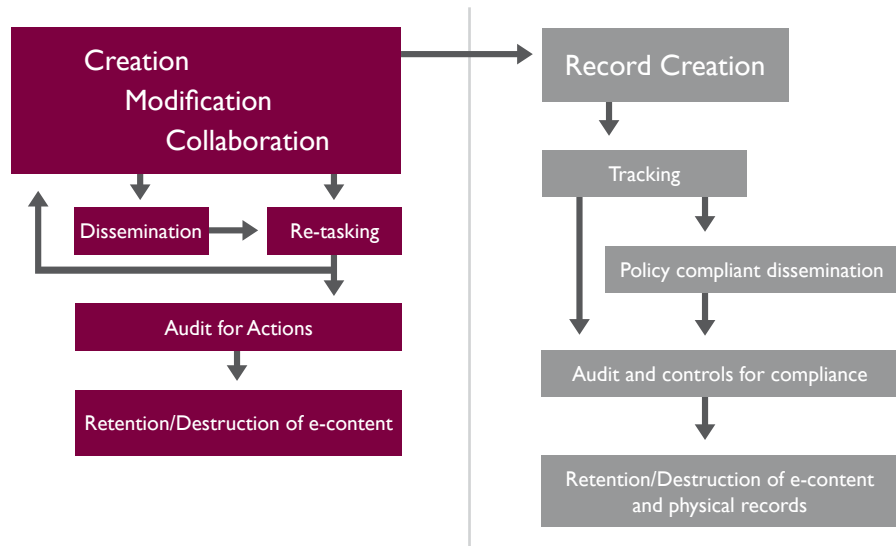 Creation
Modification
Collaboration
Dissemination
Re-tasking
Audit for Actions
Retention/Destruction of e-content
Record Creation
Tracking
Policy compliant dissemination
Audit and controls for compliance
Retention/Destruction of e-content
and physical records